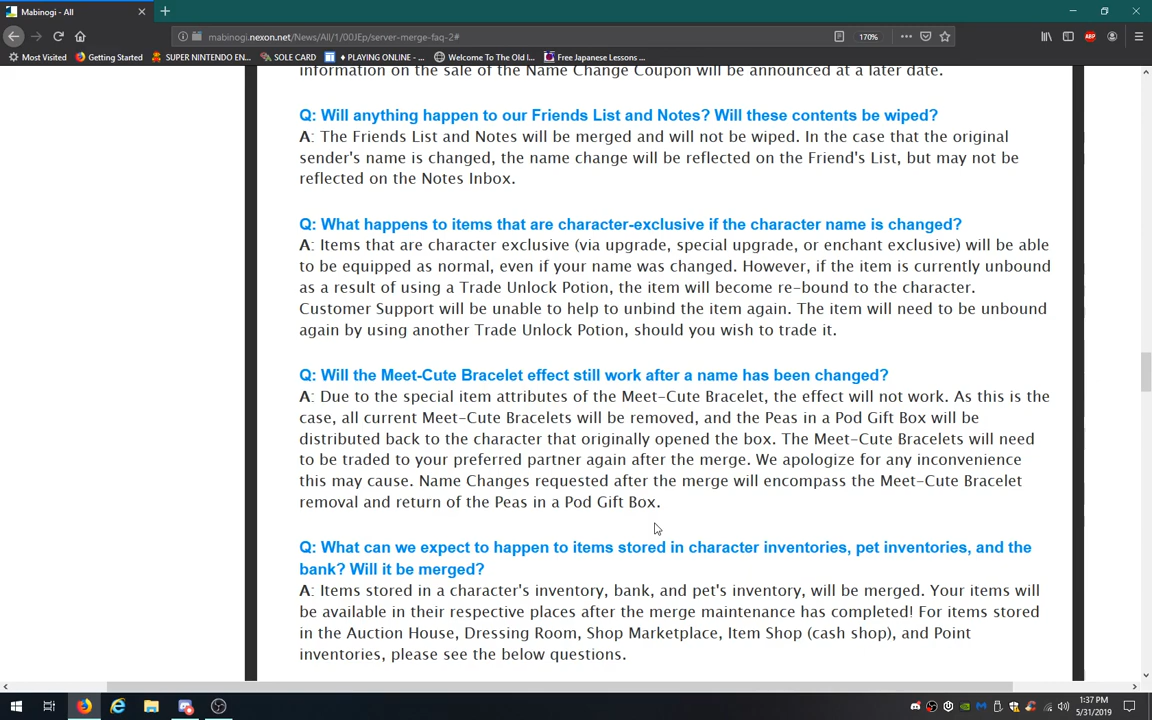 Mabinogi - All
mabinogi.nexon.net/News/All/1/00JEp/server-merge-faq-2#
170%
Most Visited Getting Started SUPER NINTENDO EN... SOLE CARD ♦ PLAYING ONLINE - ... Welcome To The Old I... Free Japanese Lessons ...
information on the sale of the Name Change Coupon will be announced at a later date.
Q: Will anything happen to our Friends List and Notes? Will these contents be wiped?
A: The Friends List and Notes will be merged and will not be wiped. In the case that the original
sender's name is changed, the name change will be reflected on the Friend's List, but may not be
reflected on the Notes Inbox.
Q: What happens to items that are character-exclusive if the character name is changed?
A: Items that are character exclusive (via upgrade, special upgrade, or enchant exclusive) will be able
to be equipped as normal, even if your name was changed. However, if the item is currently unbound
as a result of using a Trade Unlock Potion, the item will become re-bound to the character.
Customer Support will be unable to help to unbind the item again. The item will need to be unbound
again by using another Trade Unlock Potion, should you wish to trade it.
Q: Will the Meet-Cute Bracelet effect still work after a name has been changed?
A: Due to the special item attributes of the Meet-Cute Bracelet, the effect will not work. As this is the
case, all current Meet-Cute Bracelets will be removed, and the Peas in a Pod Gift Box will be
distributed back to the character that originally opened the box. The Meet-Cute Bracelets will need
to be traded to your preferred partner again after the merge. We apologize for any inconvenience
this may cause. Name Changes requested after the merge will encompass the Meet-Cute Bracelet
removal and return of the Peas in a Pod Gift Box.
Q: What can we expect to happen to items stored in character inventories, pet inventories, and the
bank? Will it be merged?
A: Items stored in a character's inventory, bank, and pet's inventory, will be merged. Your items will
be available in their respective places after the merge maintenance has completed! For items stored
in the Auction House, Dressing Room, Shop Marketplace, Item Shop (cash shop), and Point
inventories, please see the below questions.
1:37 PM
5/31/2019